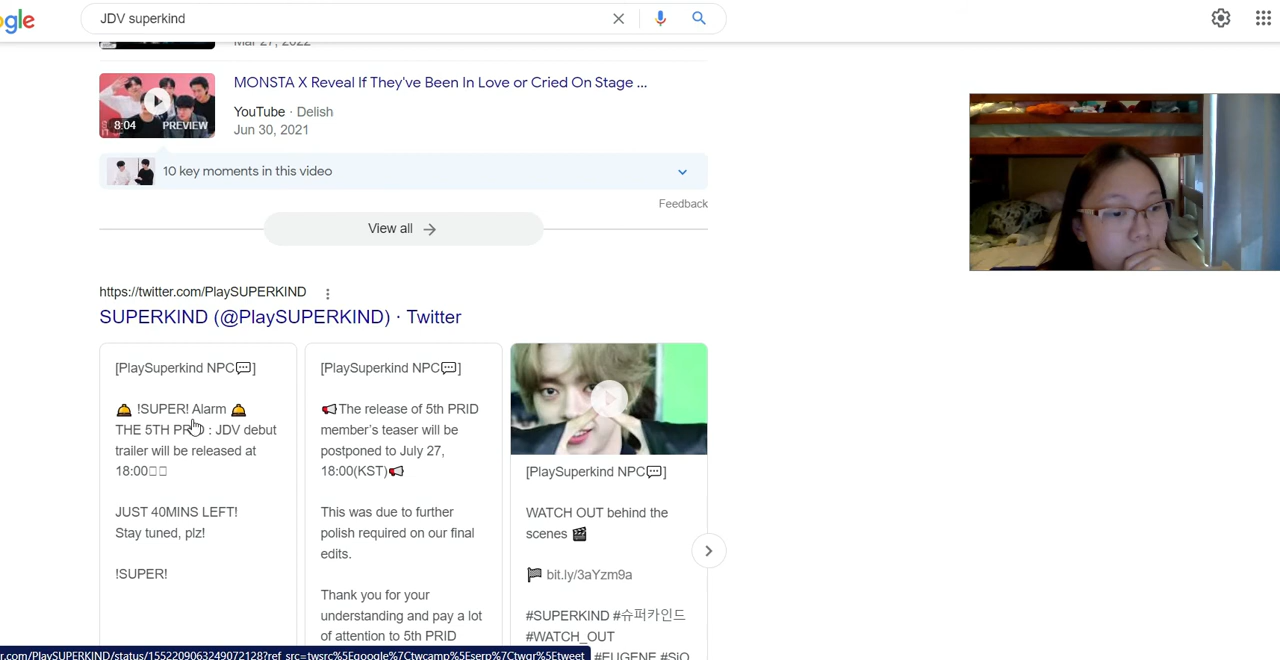 ogle
JDV superkind
Mar 27, 2022
MONSTA X Reveal If They've Been In Love or Cried On Stage ...
YouTube · Delish
8:04 PREVIEW
Jun 30, 2021
10 key moments in this video
Feedback
View all
https://twitter.com/PlaySUPERKIND
SUPERKIND (@PlaySUPERKIND) · Twitter
[PlaySuperkind NPC💬]
🛎 !SUPER! Alarm 🛎
THE 5TH PRID : JDV debut
trailer will be released at
18:00
JUST 40MINS LEFT!
Stay tuned, plz!
!SUPER!
[PlaySuperkind NPC💬]
📢The release of 5th PRID
member's teaser will be
postponed to July 27,
18:00(KST)📢
This was due to further
polish required on our final
edits.
Thank you for your
understanding and pay a lot
of attention to 5th PRID
[PlaySuperkind NPC💬]
WATCH OUT behind the
scenes 🎬
🏁 bit.ly/3aYzm9a
#SUPERKIND #슈퍼카인드
#WATCH_OUT
#EUGENE #SiO
r.com/PlaySUPERKIND/status/1552209063249072128?ref_src=twsrc%5Egoogle%7Ctwcamp%5Eserp%7Ctwgr%5Etweet